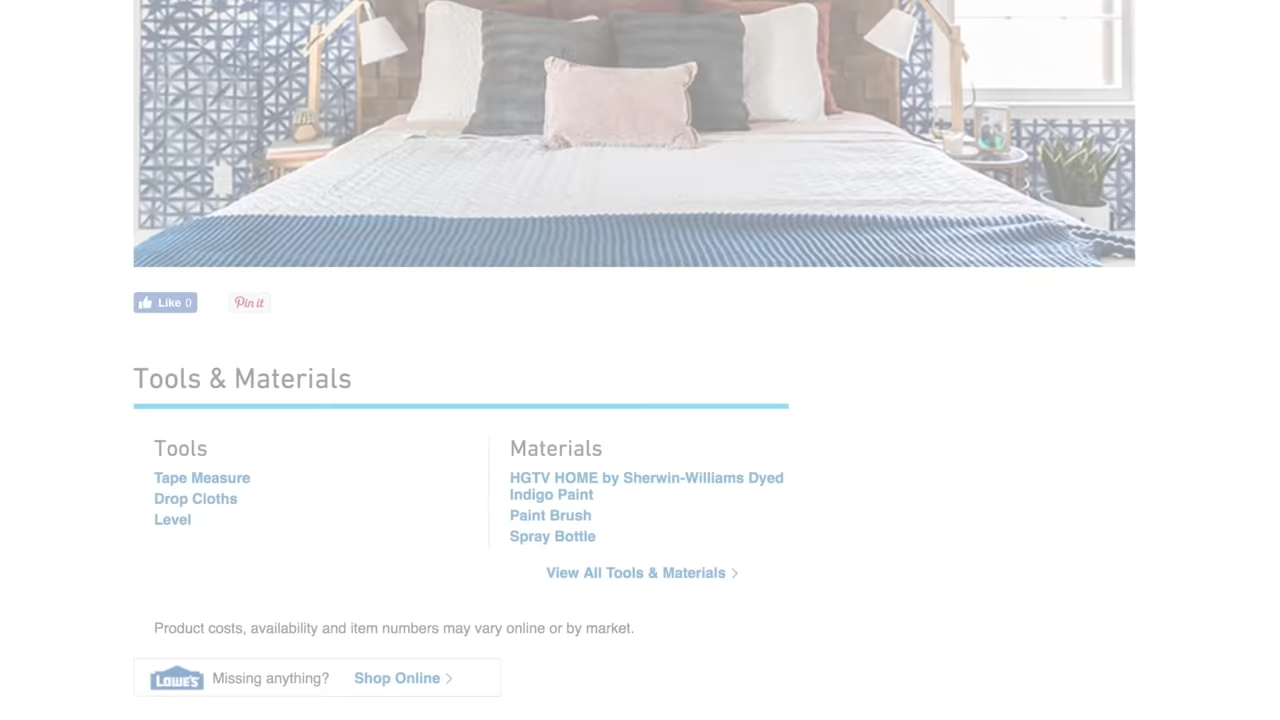 Like 0
Pin it
Tools & Materials
Tools
Tape Measure
Drop Cloths
Level
Materials
HGTV HOME by Sherwin-Williams Dyed
Indigo Paint
Paint Brush
Spray Bottle
View All Tools & Materials >
Product costs, availability and item numbers may vary online or by market.
LOWE'S Missing anything? Shop Online >